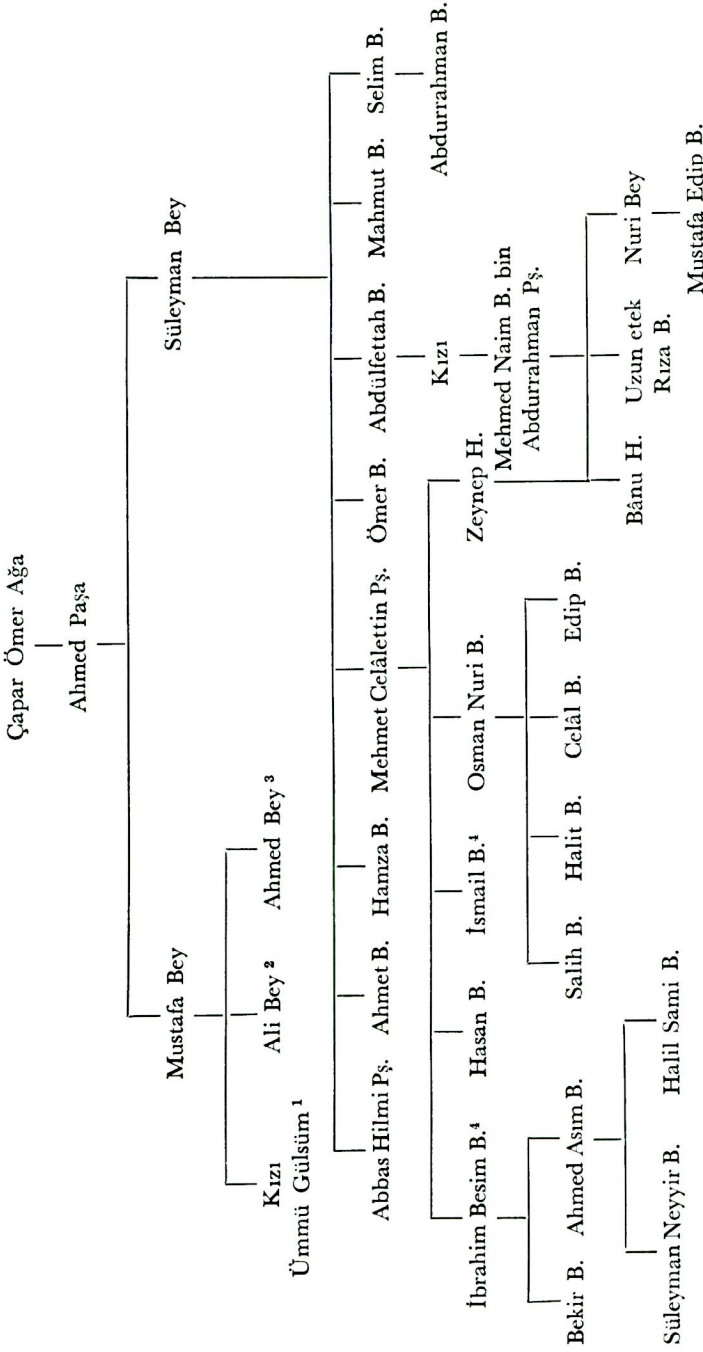 Çapar Ömer Ağa
Ahmed Paşa
Mustafa Bey Süleyman Bey
Kızı Ali Bey ² Ahmed Bey ³
Ümmü Gülsüm ¹
Abbas Hilmi Pş. Ahmet B. Hamza B. Mehmet Celâlettin Pş. Ömer B. Abdülfettah B. Mahmut B. Selim B.
Kızı Abdurrahman B.
İbrahim Besim B.⁴ Hasan B. İsmail B.⁴ Osman Nuri B. Zeynep H. Mehmed Naim B. bin
Abdurrahman Pş.
Bekir B. Ahmed Asım B. Salih B. Halit B. Celâl B. Edip B. Bânu H. Uzun etek Nuri Bey
Rıza B.
Süleyman Neyyir B. Halil Sami B. Mustafa Edip B.